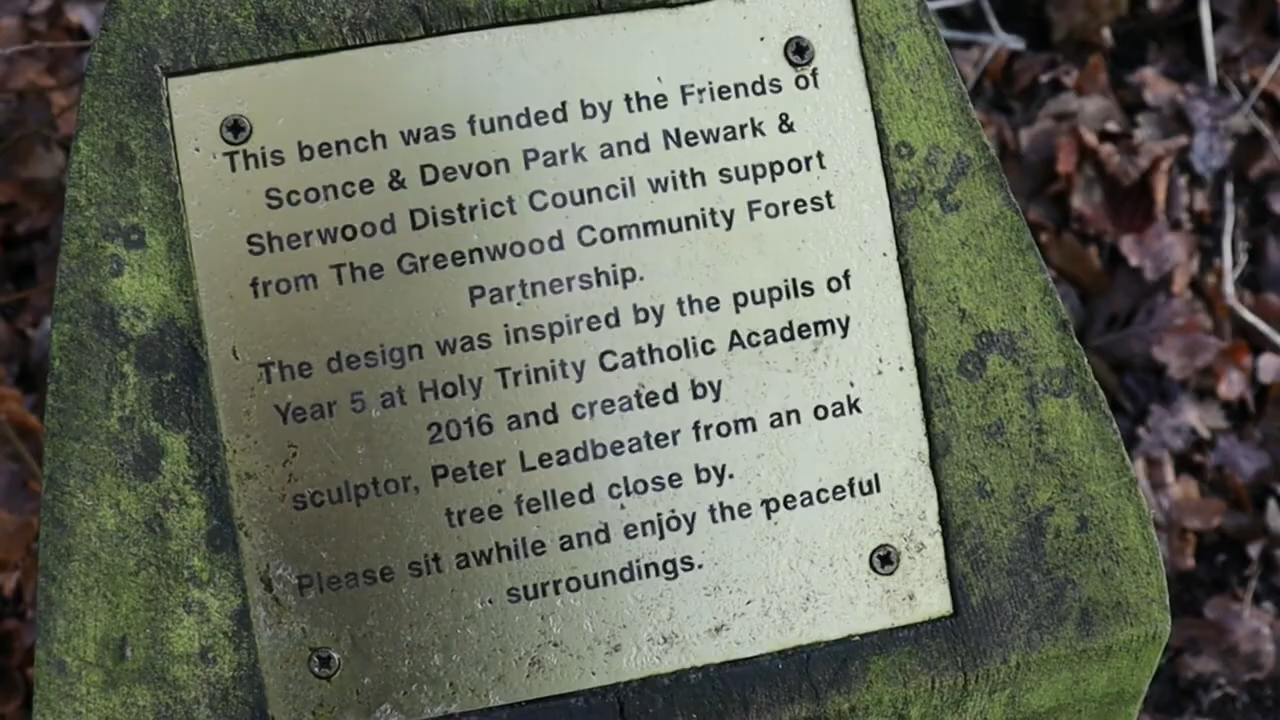 This bench was funded by the Friends of
Sconce & Devon Park and Newark &
Sherwood District Council with support
from The Greenwood Community Forest
Partnership.
The design was inspired by the pupils of
Year 5 at Holy Trinity Catholic Academy
2016 and created by
sculptor, Peter Leadbeater from an oak
tree felled close by.
Please sit awhile and enjoy the peaceful
surroundings.